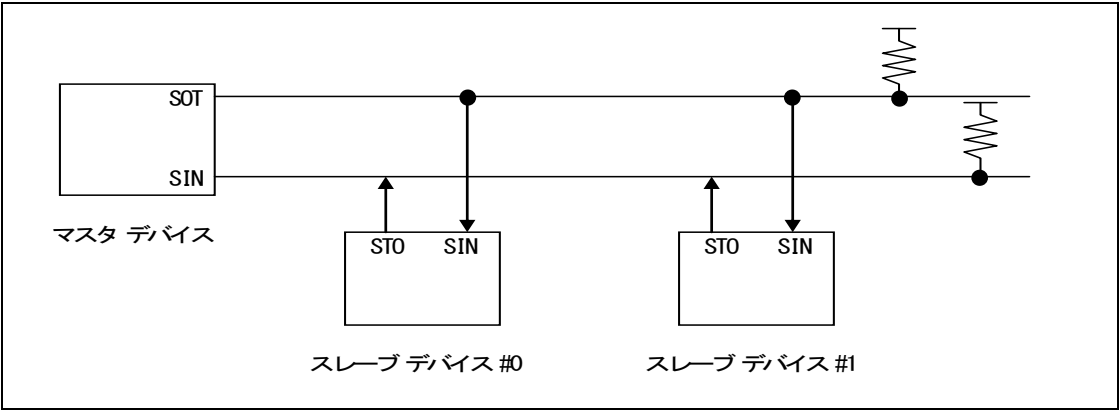 SOT
SIN
マスタ デバイス
STO SIN
STO SIN
スレーブ デバイス #0
スレーブ デバイス #1